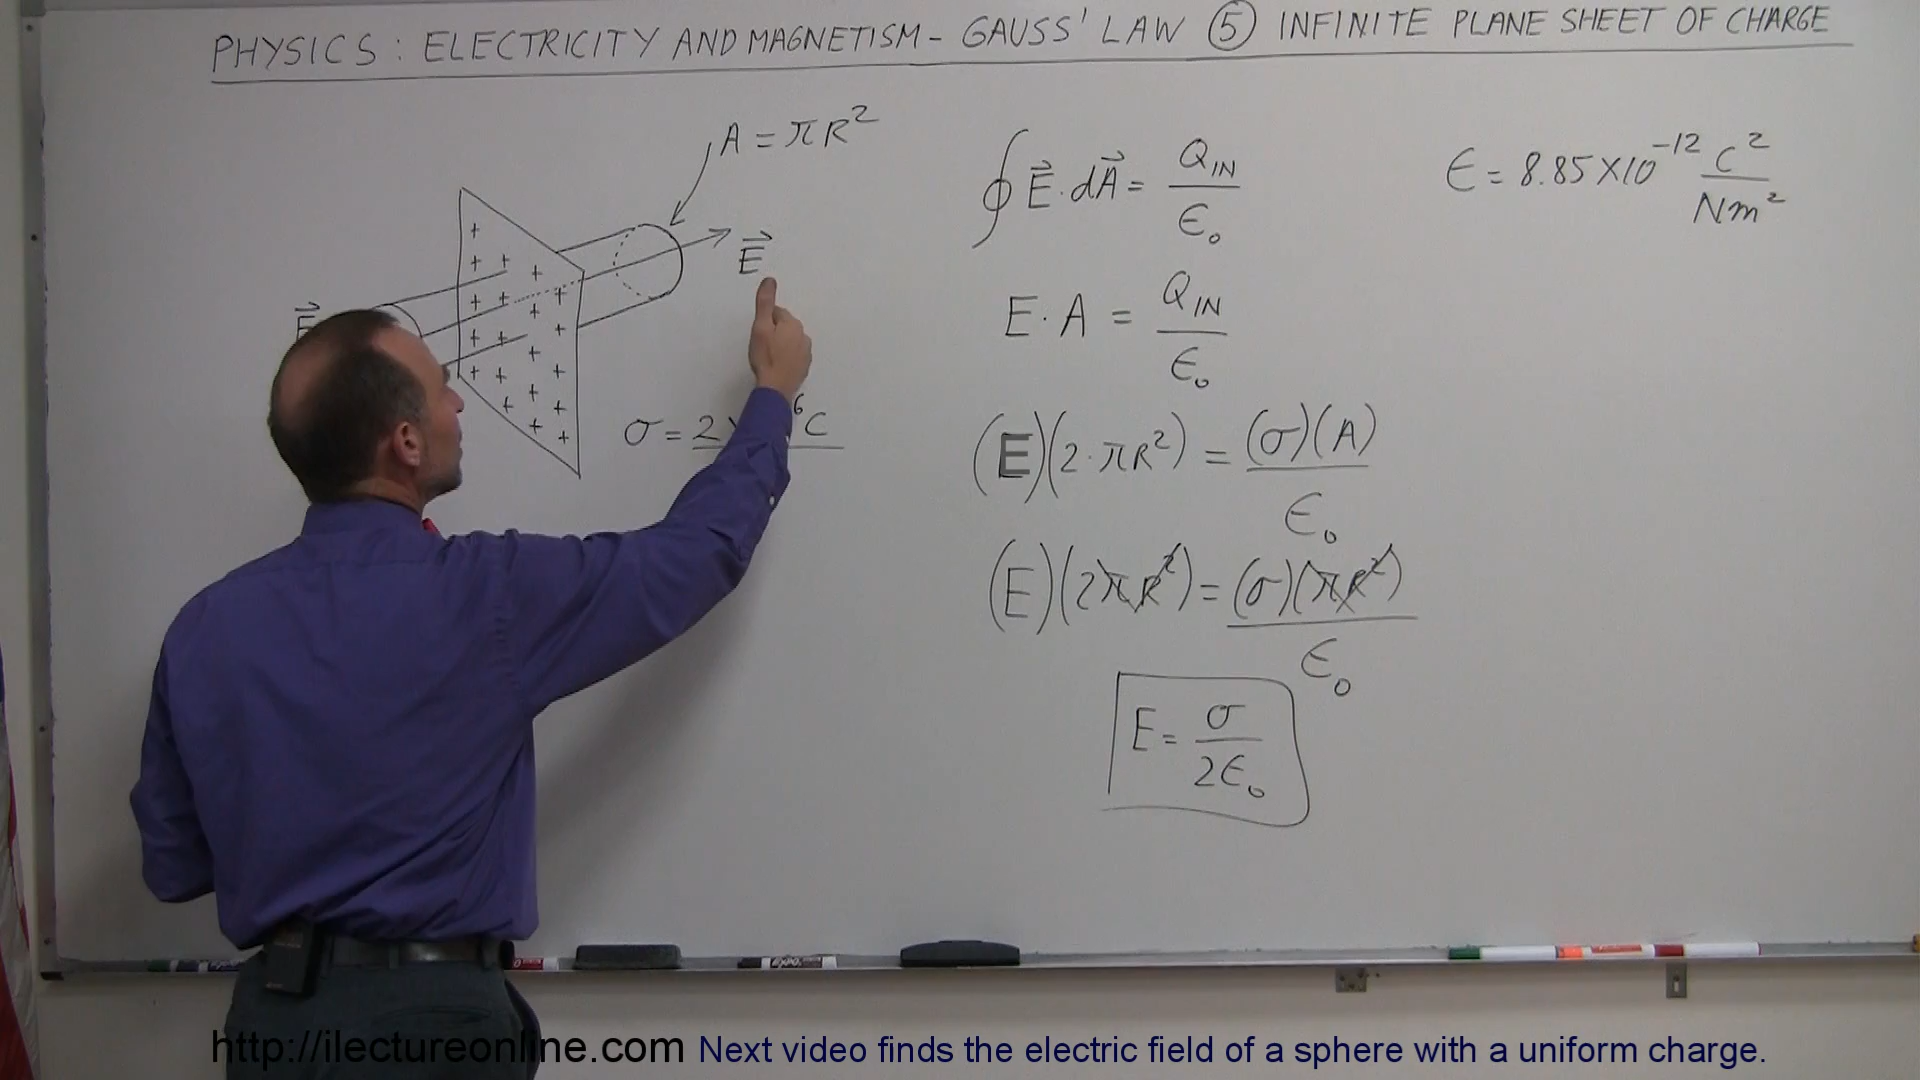 PHYSICS: ELECTRICITY AND MAGNETISM - GAUSS' LAW ⑤ INFINITE PLANE SHEET OF CHARGE
A = πR²
E⃗
+ + + + + + + + + + + + + + + + + + + +
σ = 2 ⁶C
∮ E⃗ · dA⃗ = Q_IN / ϵ₀
E · A = Q_IN / ϵ₀
(E)(2·πR²) = (σ)(A) / ϵ₀
(E)(2πR²) = (σ)(πR²) / ϵ₀
E = σ / 2ϵ₀
ϵ = 8.85 × 10⁻¹² C² / Nm²
http://ilectureonline.com Next video finds the electric field of a sphere with a uniform charge.